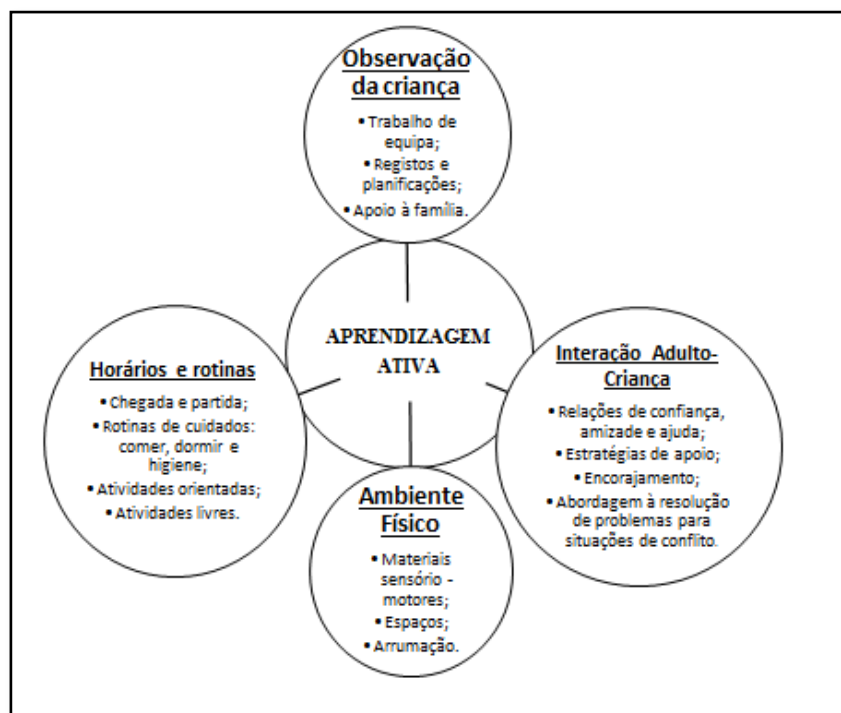 Observação
da criança
▪ Trabalho de
equipa;
▪ Registos e
planificações;
▪ Apoio à família.
APRENDIZAGEM
ATIVA
Horários e rotinas
▪ Chegada e partida;
▪ Rotinas de cuidados:
comer, dormir e
higiene;
▪ Atividades orientadas;
▪ Atividades livres.
Interação Adulto-
Criança
▪ Relações de confiança,
amizade e ajuda;
▪ Estratégias de apoio;
▪ Encorajamento;
▪ Abordagem à resolução
de problemas para
situações de conflito.
Ambiente
Físico
▪ Materiais
sensório -
motores;
▪ Espaços;
▪ Arrumação.